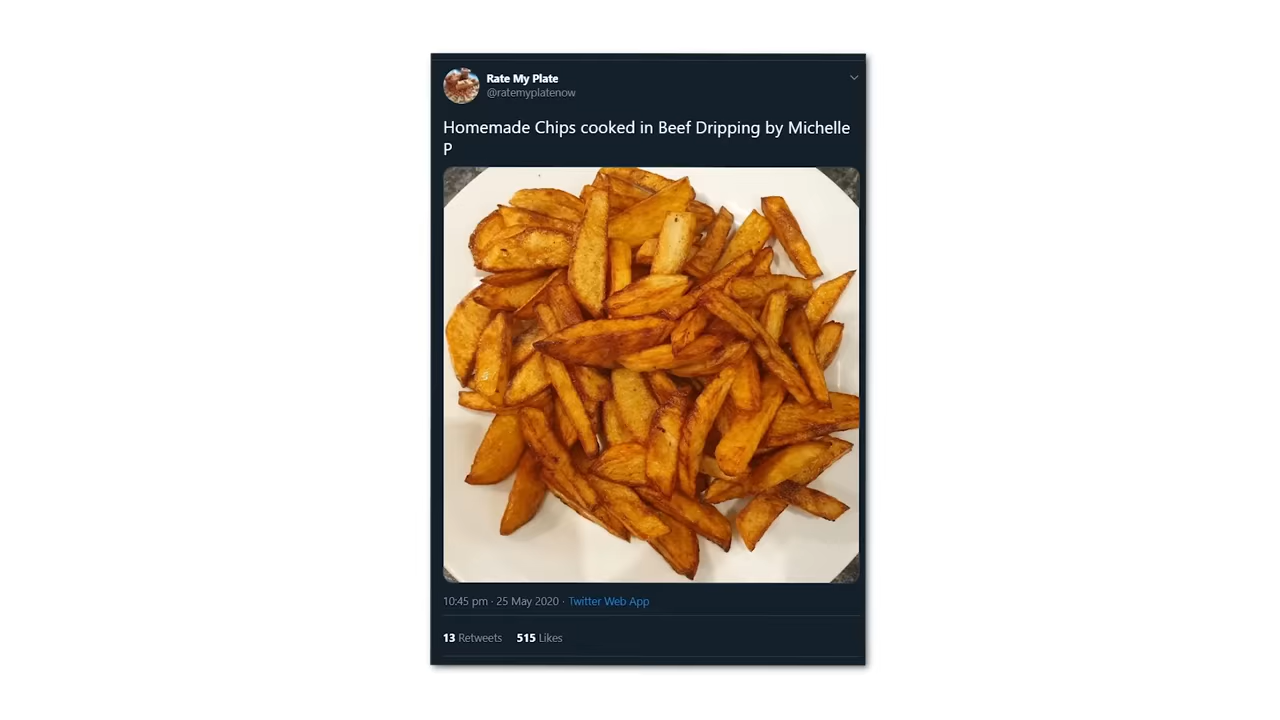 Rate My Plate
@ratemyplatenow
Homemade Chips cooked in Beef Dripping by Michelle
P
10:45 pm · 25 May 2020 · Twitter Web App
13 Retweets 515 Likes